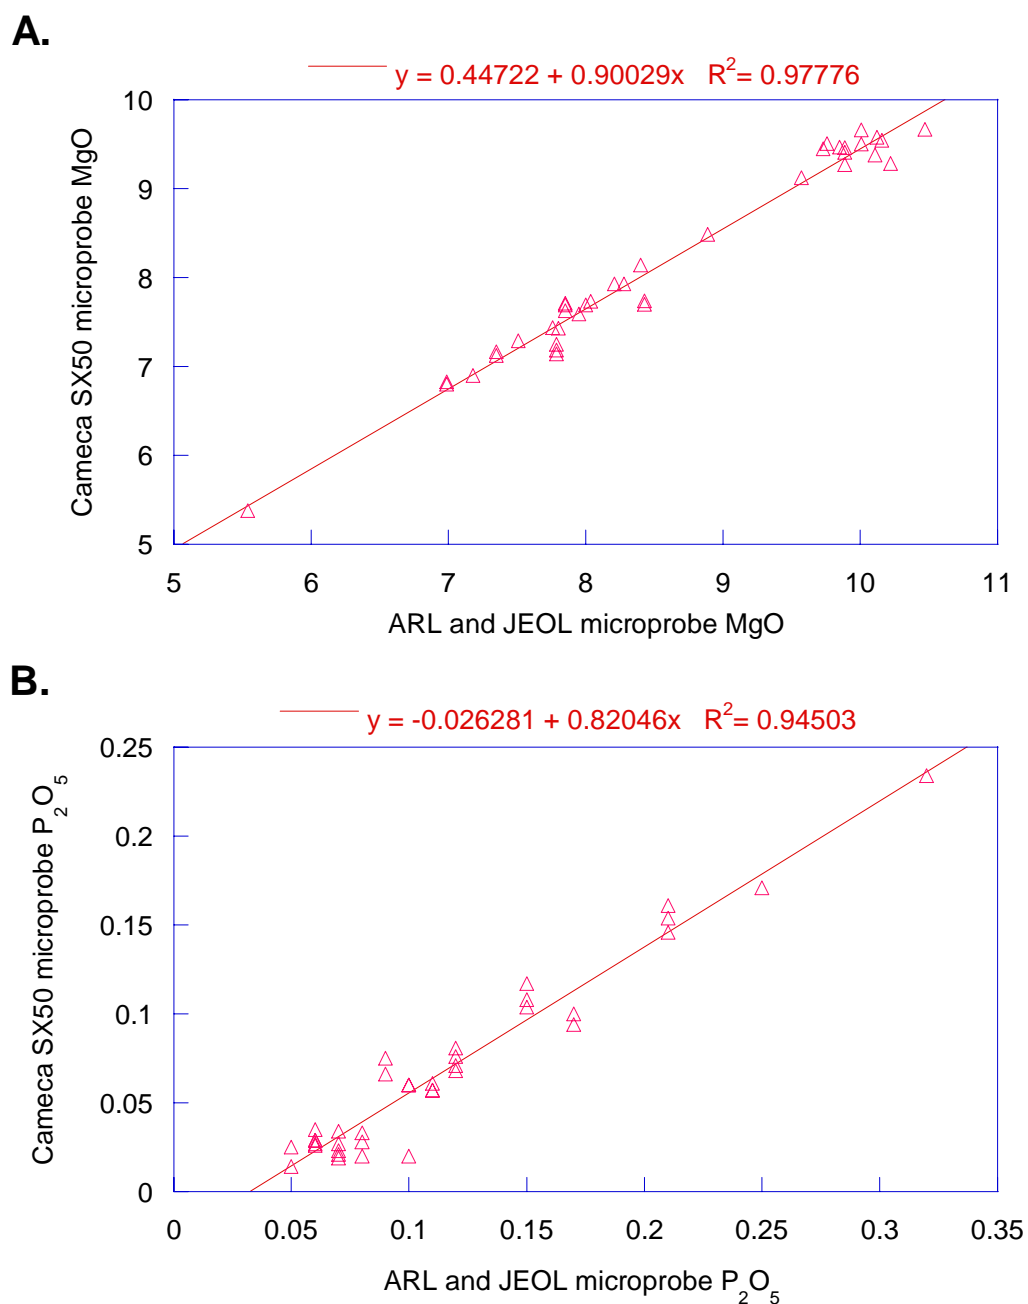 A.
y = 0.44722 + 0.90029x R²= 0.97776
10
9
8
7
6
5
Cameca SX50 microprobe MgO
5 6 7 8 9 10 11
ARL and JEOL microprobe MgO
B.
y = -0.026281 + 0.82046x R²= 0.94503
0.25
0.2
0.15
0.1
0.05
0
Cameca SX50 microprobe P₂O₅
0 0.05 0.1 0.15 0.2 0.25 0.3 0.35
ARL and JEOL microprobe P₂O₅